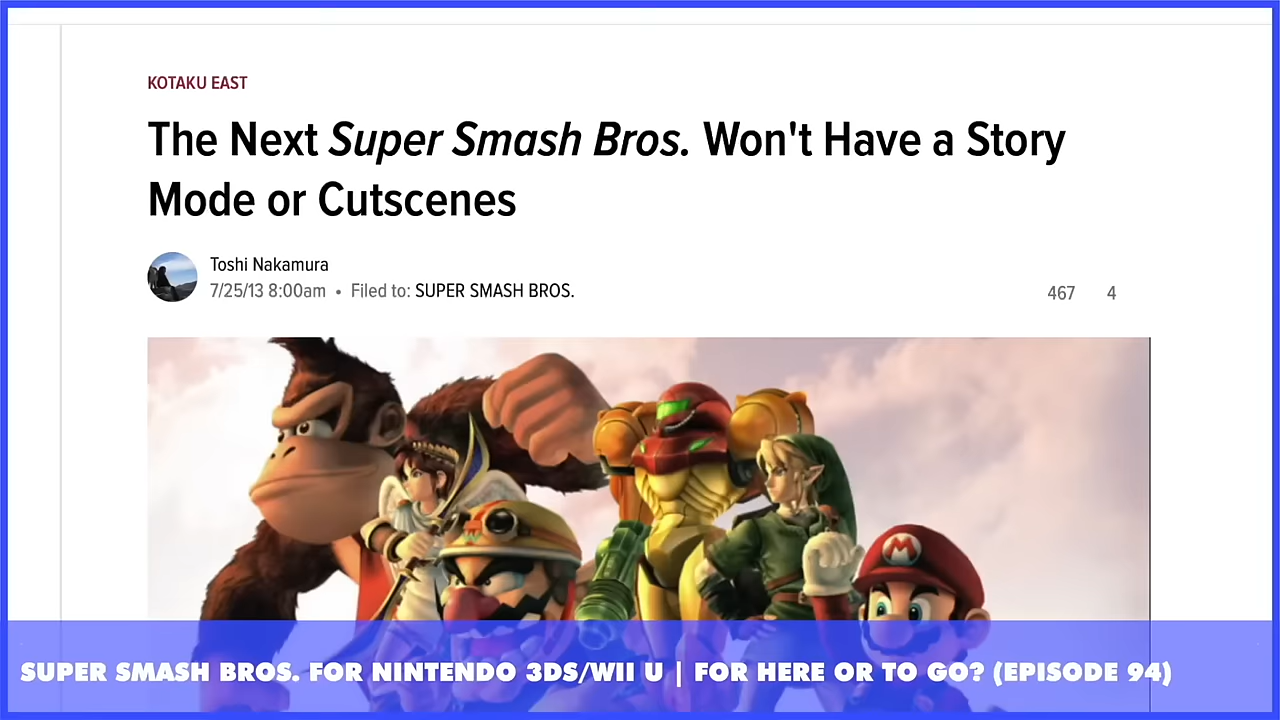 KOTAKU EAST
The Next Super Smash Bros. Won't Have a Story
Mode or Cutscenes
Toshi Nakamura
7/25/13 8:00am • Filed to: SUPER SMASH BROS.
467 4
M
SUPER SMASH BROS. FOR NINTENDO 3DS/WII U | FOR HERE OR TO GO? (EPISODE 94)